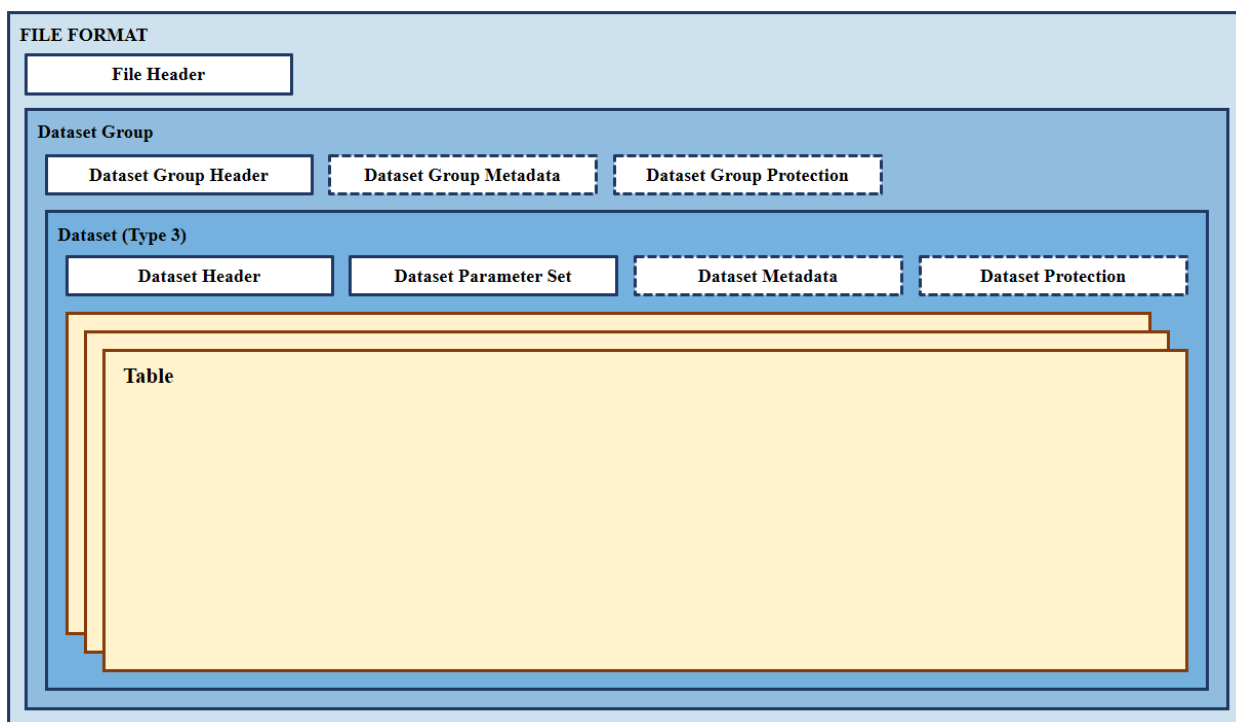 FILE FORMAT
File Header
Dataset Group
Dataset Group Header
Dataset Group Metadata
Dataset Group Protection
Dataset (Type 3)
Dataset Header
Dataset Parameter Set
Dataset Metadata
Dataset Protection
Table